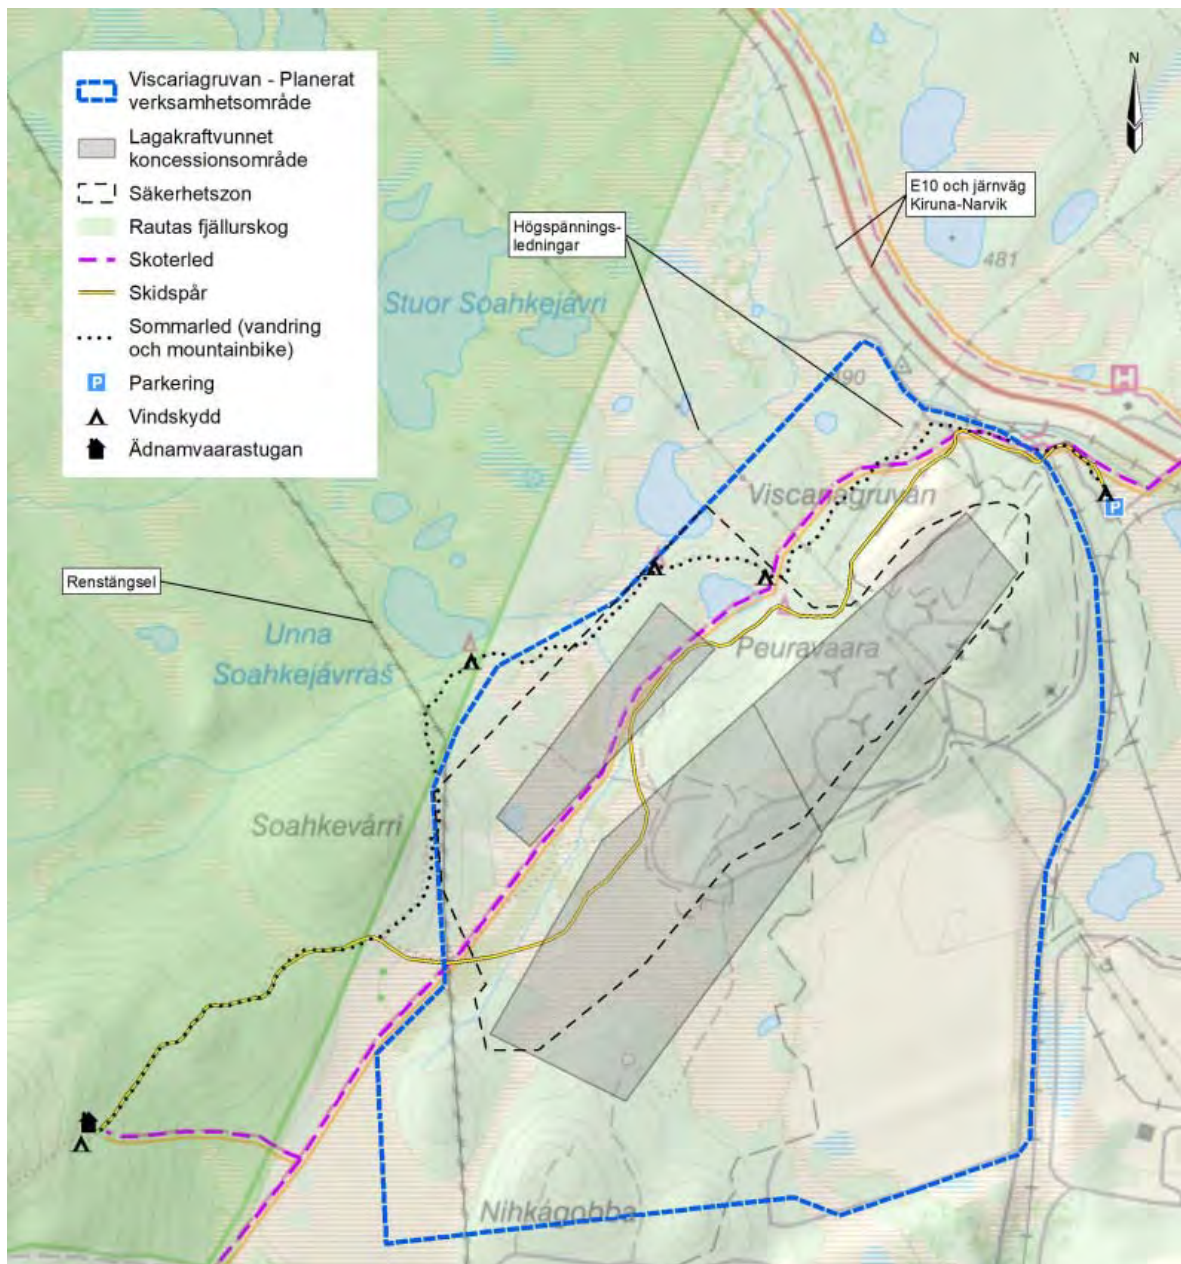 Viscariagruvan - Planerat
verksamhetsområde
Lagakraftvunnet
koncessionsområde
Säkerhetszon
Rautas fjällurskog
Skoterled
Skidspår
Sommarled (vandring
och mountainbike)
P
Parkering
Vindskydd
Ädnamvaarastugan
N
E10 och järnväg
Kiruna-Narvik
Högspännings-
ledningar
481
Stuor Soahkejávri
490
H
Viscariagruvan
P
Renstängsel
Unna
Soahkejávrraš
Peuravaara
Soahkevárri
Nihkágobba